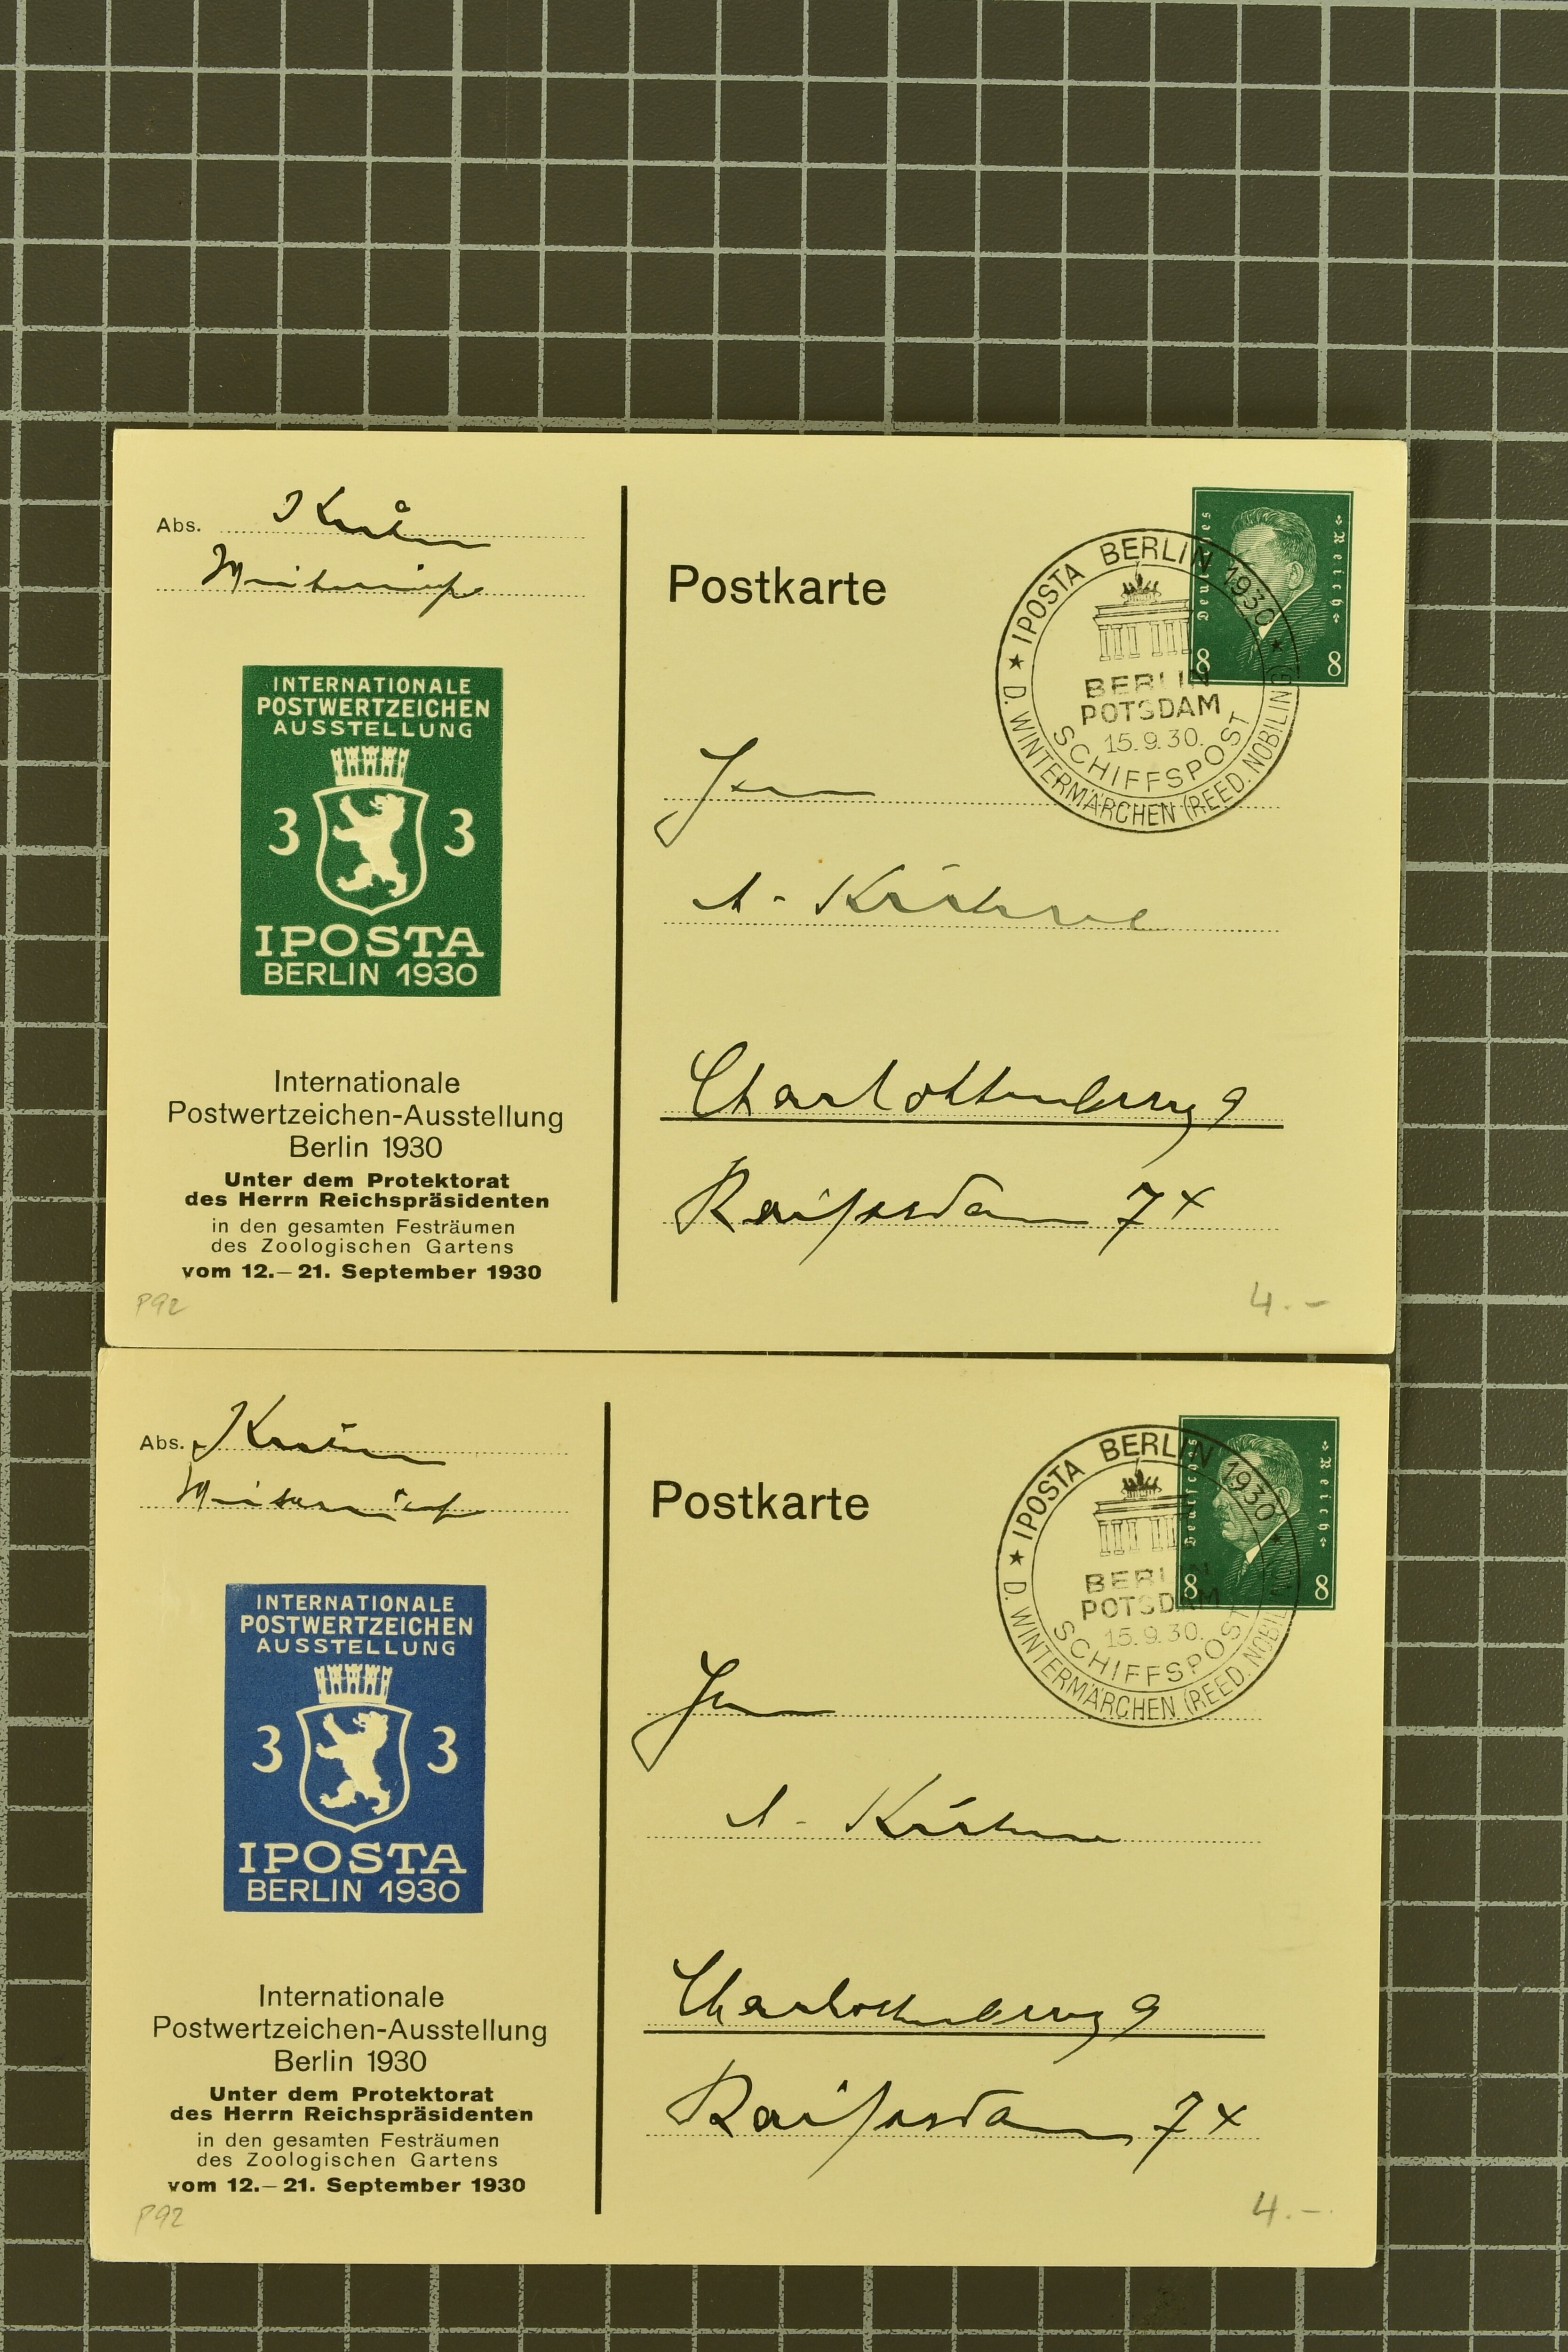 Abs.
INTERNATIONALE
POSTWERTZEICHEN
AUSSTELLUNG
3 3
IPOSTA
BERLIN 1930
Internationale
Postwertzeichen-Ausstellung
Berlin 1930
Unter dem Protektorat
des Herrn Reichspräsidenten
in den gesamten Festräumen
des Zoologischen Gartens
vom 12.–21. September 1930
P92
Postkarte
Deutsches Reich
8 8
★ IPOSTA BERLIN 1930 ★
BERLIN
POTSDAM
15.9.30.
SCHIFFSPOST
D. WINTERMÄRCHEN (REED. NOBILING)
A. Kühne
Charlottenburg 9
4.-
Abs.
INTERNATIONALE
POSTWERTZEICHEN
AUSSTELLUNG
3 3
IPOSTA
BERLIN 1930
Internationale
Postwertzeichen-Ausstellung
Berlin 1930
Unter dem Protektorat
des Herrn Reichspräsidenten
in den gesamten Festräumen
des Zoologischen Gartens
vom 12.–21. September 1930
P92
Postkarte
Deutsches Reich
8 8
★ IPOSTA BERLIN 1930 ★
BERLIN
POTSDAM
15.9.30.
SCHIFFSPOST
D. WINTERMÄRCHEN (REED. NOBILING)
Charlottenburg 9
4.-